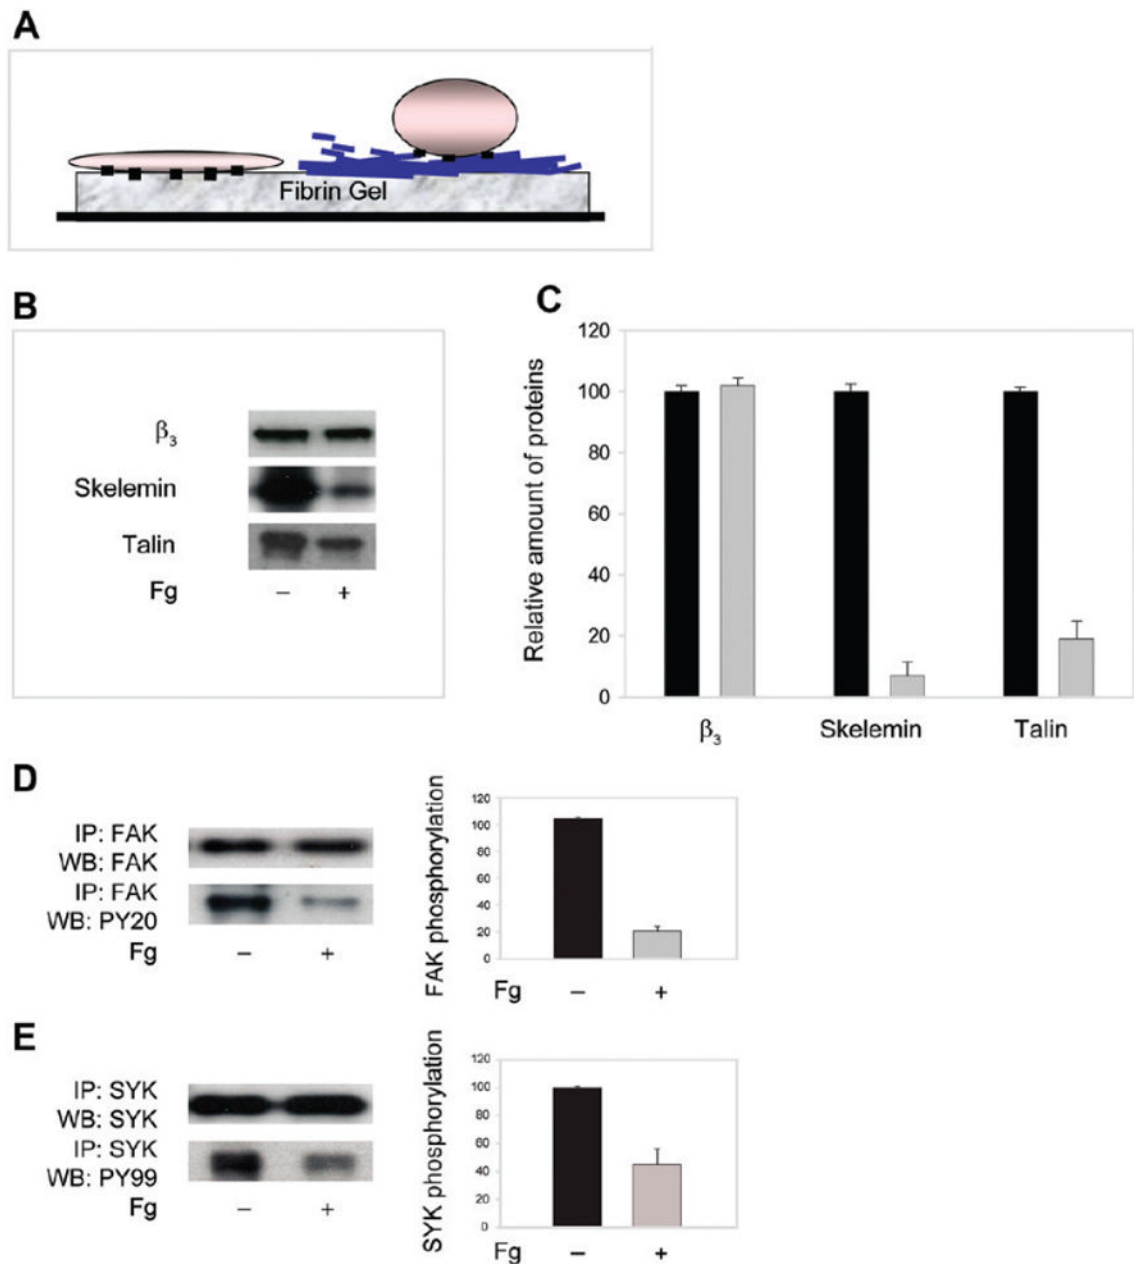 A
Fibrin Gel
B
β3
Skelemin
Talin
Fg − +
C
Relative amount of proteins
120
100
80
60
40
20
0
β3 Skelemin Talin
D
IP: FAK
WB: FAK
IP: FAK
WB: PY20
Fg − +
FAK phosphorylation
120
100
80
60
40
20
0
Fg − +
E
IP: SYK
WB: SYK
IP: SYK
WB: PY99
Fg − +
SYK phosphorylation
120
100
80
60
40
20
0
Fg − +